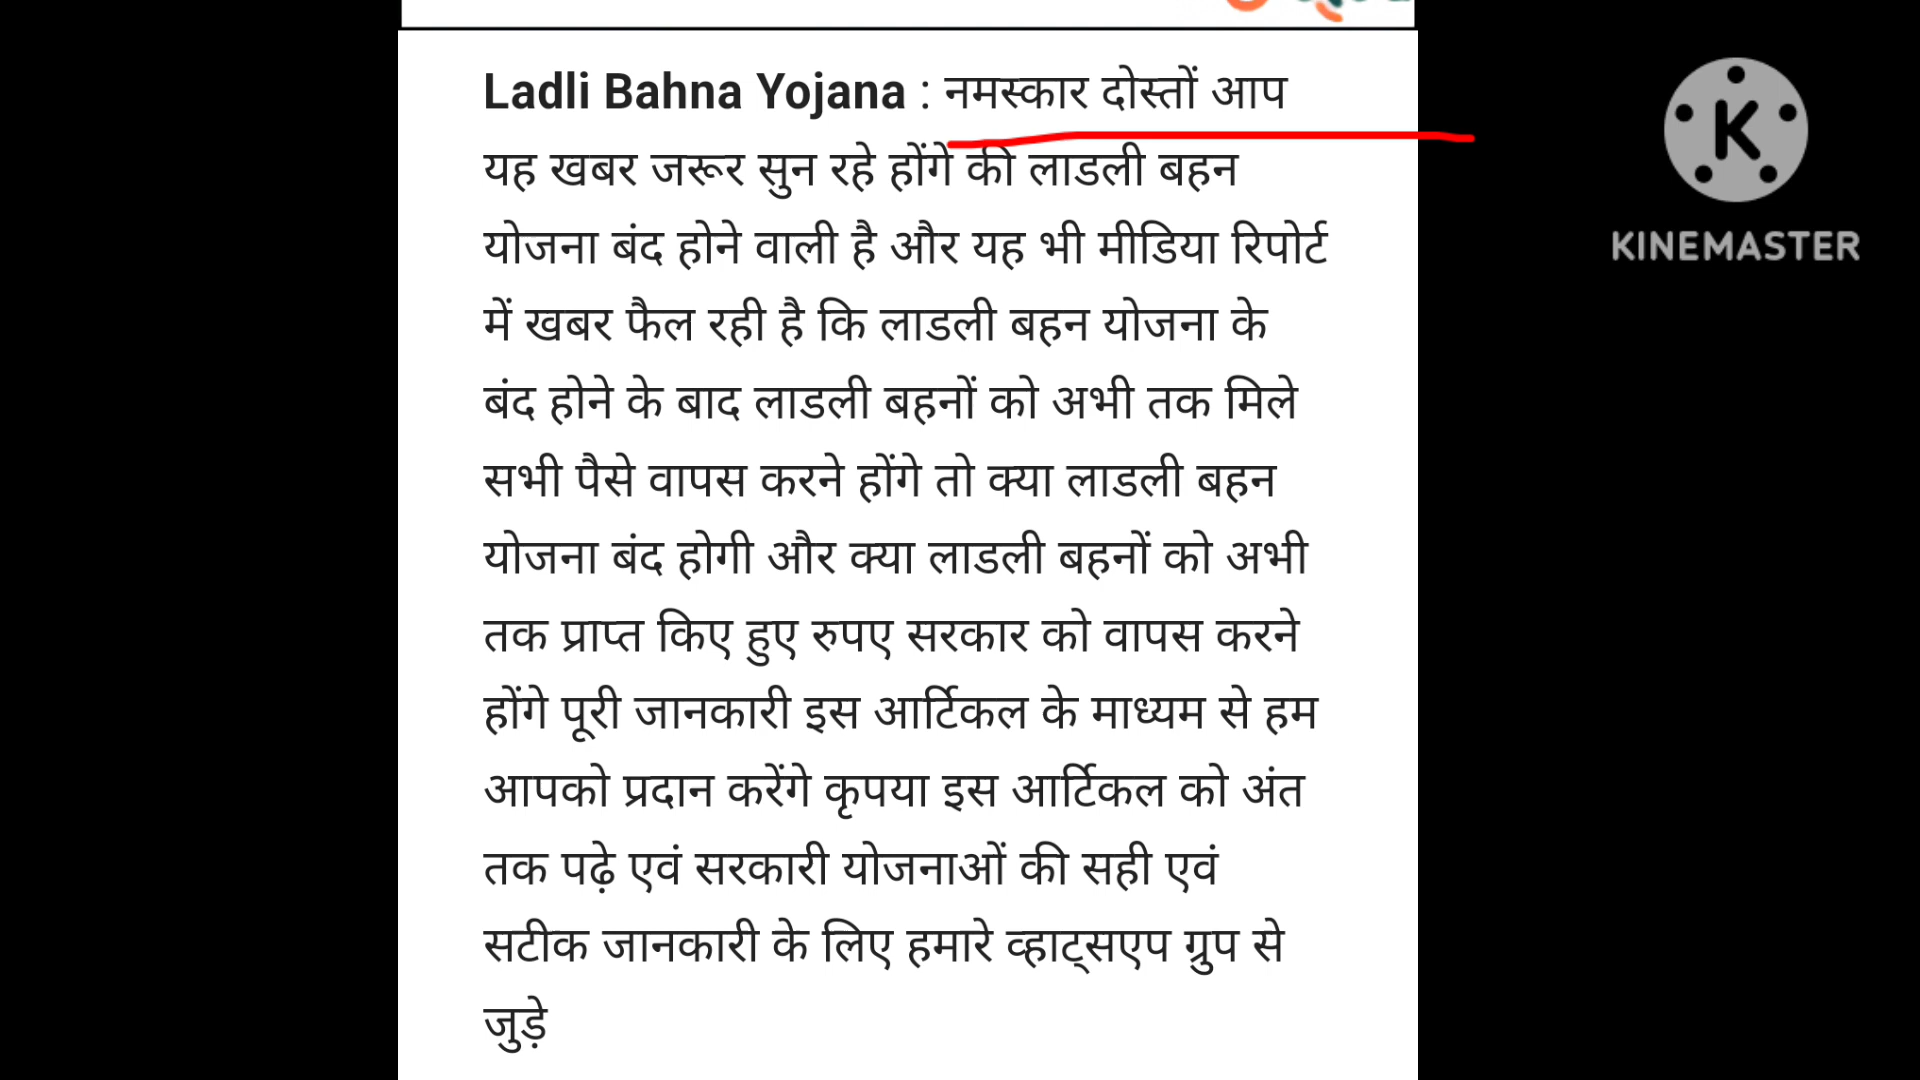 Ladli Bahna Yojana : नमस्कार दोस्तों आप
यह खबर जरूर सुन रहे होंगे की लाडली बहन
योजना बंद होने वाली है और यह भी मीडिया रिपोर्ट
में खबर फैल रही है कि लाडली बहन योजना के
बंद होने के बाद लाडली बहनों को अभी तक मिले
सभी पैसे वापस करने होंगे तो क्या लाडली बहन
योजना बंद होगी और क्या लाडली बहनों को अभी
तक प्राप्त किए हुए रुपए सरकार को वापस करने
होंगे पूरी जानकारी इस आर्टिकल के माध्यम से हम
आपको प्रदान करेंगे कृपया इस आर्टिकल को अंत
तक पढ़े एवं सरकारी योजनाओं की सही एवं
सटीक जानकारी के लिए हमारे व्हाट्सएप ग्रुप से
जुड़े
K
KINEMASTER